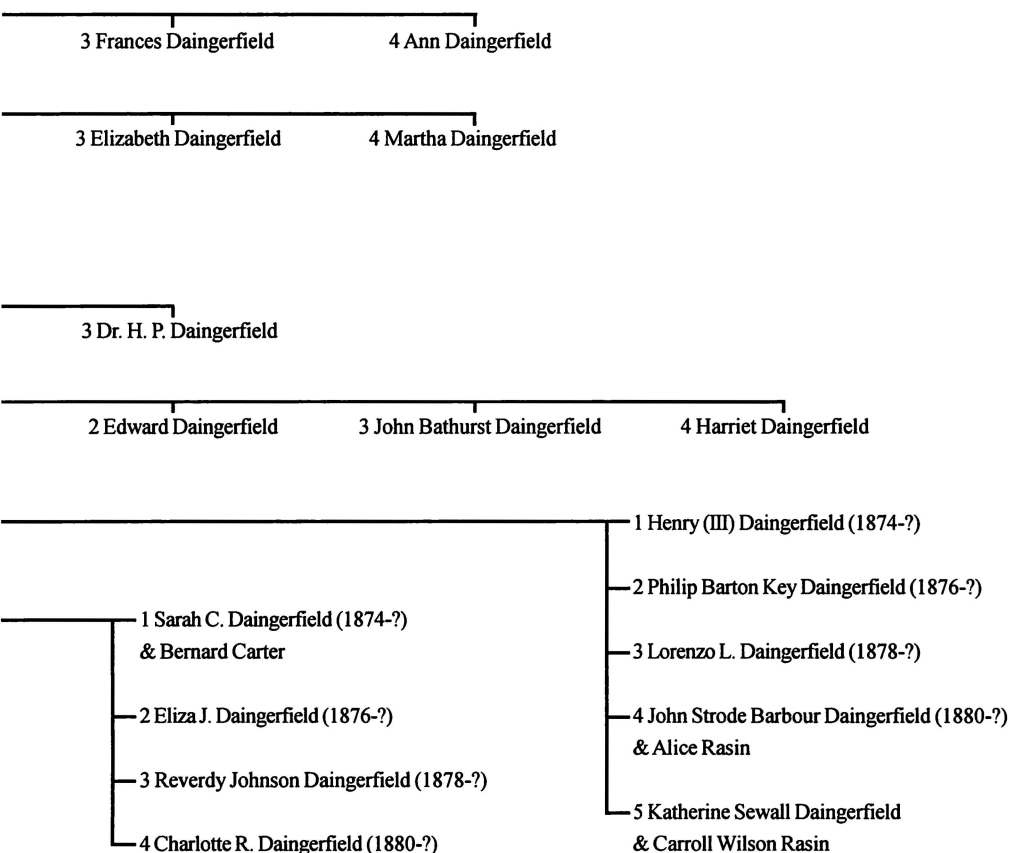 3 Frances Daingerfield
4 Ann Daingerfield
3 Elizabeth Daingerfield
4 Martha Daingerfield
3 Dr. H. P. Daingerfield
2 Edward Daingerfield
3 John Bathurst Daingerfield
4 Harriet Daingerfield
1 Sarah C. Daingerfield (1874-?)
& Bernard Carter
2 Eliza J. Daingerfield (1876-?)
3 Reverdy Johnson Daingerfield (1878-?)
4 Charlotte R. Daingerfield (1880-?)
1 Henry (III) Daingerfield (1874-?)
2 Philip Barton Key Daingerfield (1876-?)
3 Lorenzo L. Daingerfield (1878-?)
4 John Strode Barbour Daingerfield (1880-?)
& Alice Rasin
5 Katherine Sewall Daingerfield
& Carroll Wilson Rasin